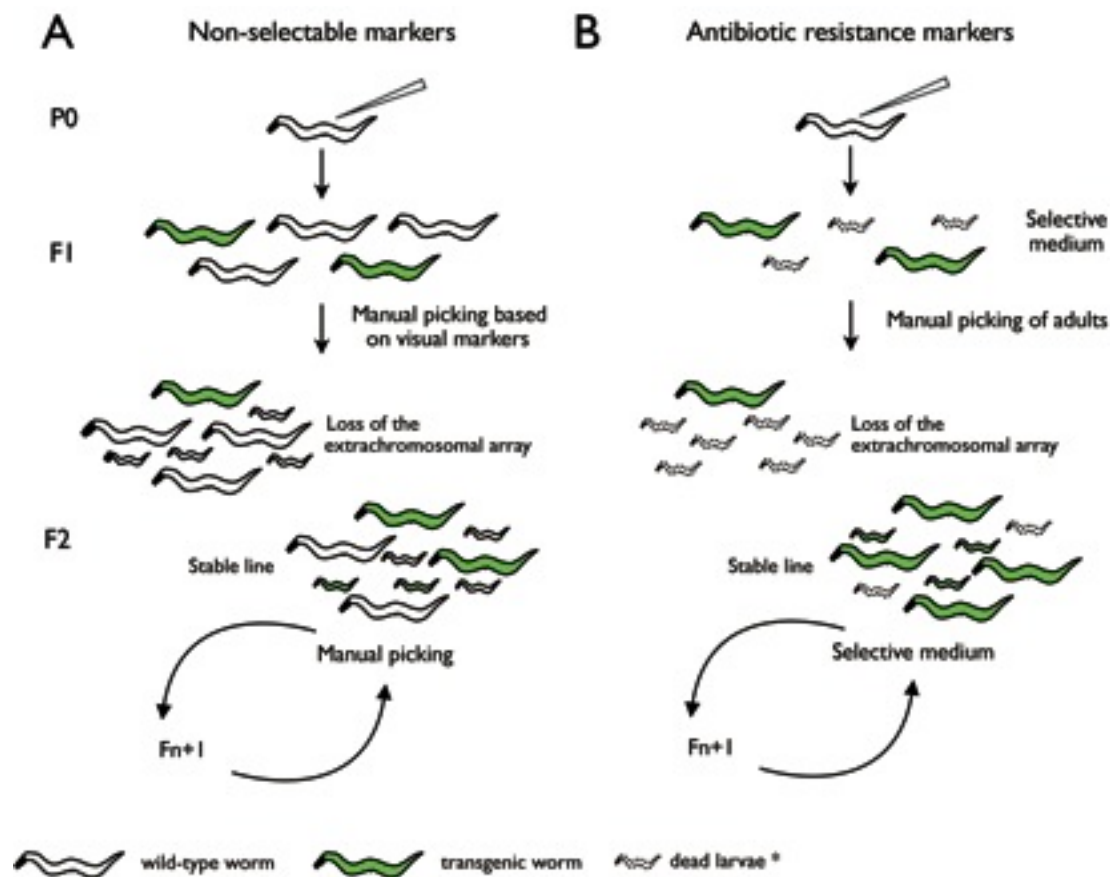 A
Non-selectable markers
B
Antibiotic resistance markers
P0
F1
Selective
medium
Manual picking based
on visual markers
Manual picking of adults
Loss of the
extrachromosomal array
Loss of the
extrachromosomal array
F2
Stable line
Stable line
Manual picking
Selective medium
Fn+1
Fn+1
wild-type worm
transgenic worm
dead larvae *